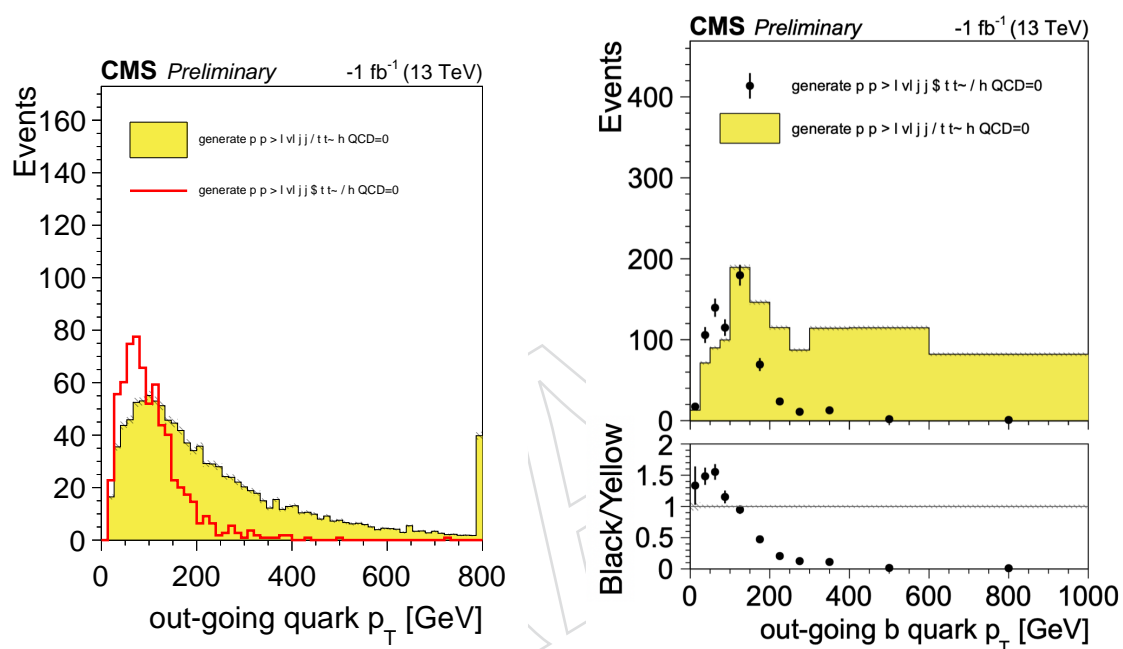 CMS Preliminary -1 fb⁻¹ (13 TeV)
Events
160
140
120
100
80
60
40
20
0
generate p p > l vl j j / t t~ h QCD=0
generate p p > l vl j j $ t t~ / h QCD=0
0 200 400 600 800
out-going quark p_T [GeV]
CMS Preliminary -1 fb⁻¹ (13 TeV)
Events
400
300
200
100
0
generate p p > l vl j j $ t t~ / h QCD=0
generate p p > l vl j j / t t~ h QCD=0
Black/Yellow
2
1.5
1
0.5
0
0 200 400 600 800 1000
out-going b quark p_T [GeV]